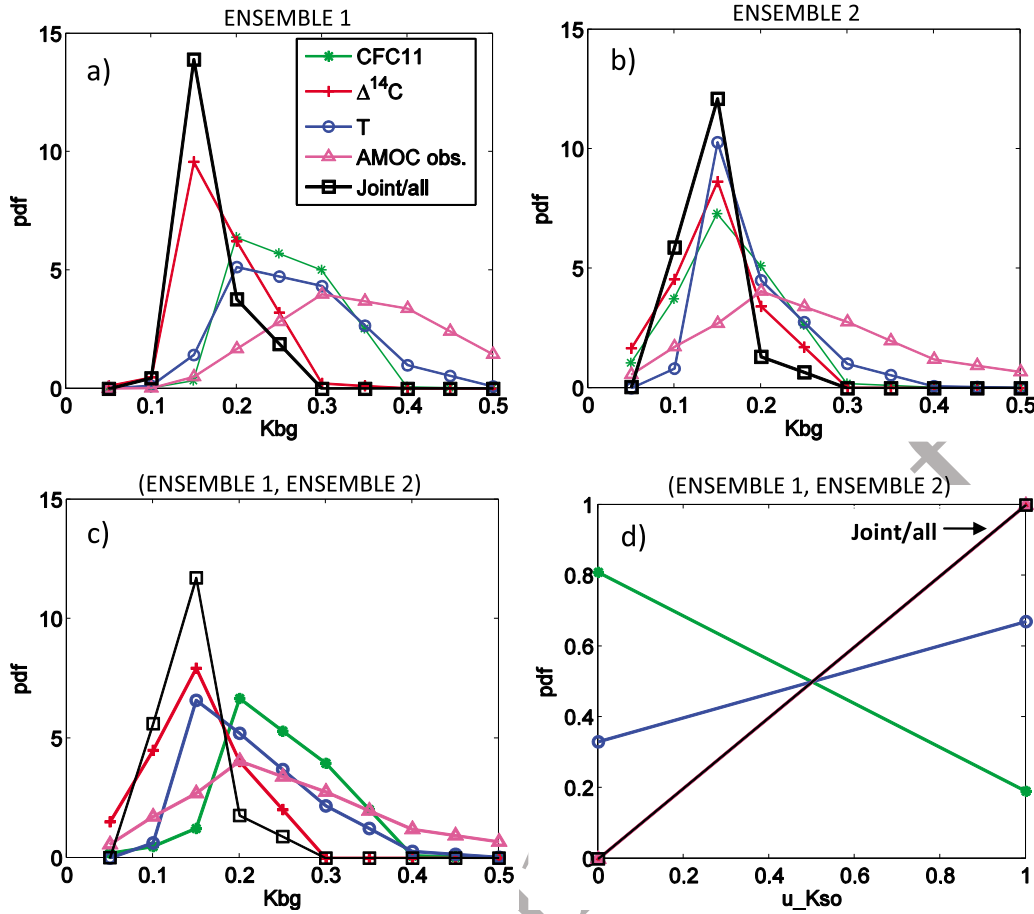 ENSEMBLE 1
a)
CFC11
Δ¹⁴C
T
AMOC obs.
Joint/all
15
10
5
0
pdf
0 0.1 0.2 0.3 0.4 0.5
Kbg
ENSEMBLE 2
b)
15
10
5
0
pdf
0 0.1 0.2 0.3 0.4 0.5
Kbg
(ENSEMBLE 1, ENSEMBLE 2)
c)
15
10
5
0
pdf
0 0.1 0.2 0.3 0.4 0.5
Kbg
(ENSEMBLE 1, ENSEMBLE 2)
d)
Joint/all
1
0.8
0.6
0.4
0.2
0
pdf
0 0.2 0.4 0.6 0.8 1
u_Kso